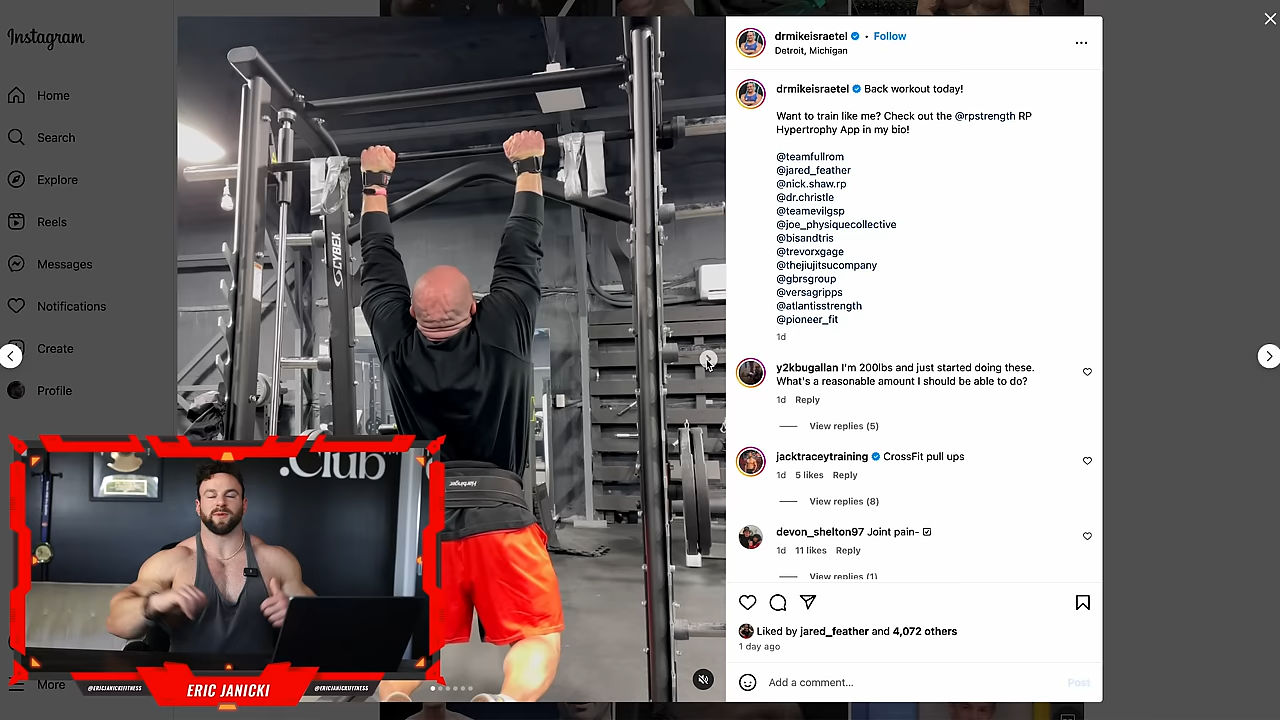 Instagram
Home
Search
Explore
Reels
Messages
Notifications
Create
Profile
More
CYBEX
Harbinger
.Club
@ERICJANICKIFITNESS
ERIC JANICKI
@ERICJANICKIFITNESS
drmikeisraetel • Follow
Detroit, Michigan
drmikeisraetel Back workout today!
Want to train like me? Check out the @rpstrength RP
Hypertrophy App in my bio!
@teamfullrom
@jared_feather
@nick.shaw.rp
@dr.christle
@teamevilgsp
@joe_physiquecollective
@bisandtris
@trevorxgage
@thejiujitsucompany
@gbrsgroup
@versagripps
@atlantisstrength
@pioneer_fit
1d
y2kbugallan I'm 200lbs and just started doing these.
What's a reasonable amount I should be able to do?
1d Reply
View replies (5)
jacktraceytraining CrossFit pull ups
1d 5 likes Reply
View replies (8)
devon_shelton97 Joint pain- ☑
1d 11 likes Reply
View replies (1)
Liked by jared_feather and 4,072 others
1 day ago
Add a comment...
Post